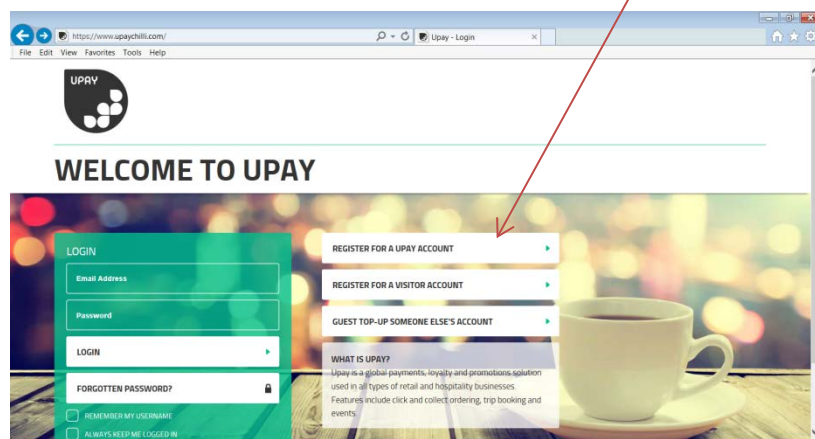 https://www.upaychilli.com/
Upay - Login
File Edit View Favorites Tools Help
UPAY
WELCOME TO UPAY
LOGIN
Email Address
Password
LOGIN
FORGOTTEN PASSWORD?
REMEMBER MY USERNAME
ALWAYS KEEP ME LOGGED IN
REGISTER FOR A UPAY ACCOUNT
REGISTER FOR A VISITOR ACCOUNT
GUEST TOP-UP SOMEONE ELSE'S ACCOUNT
WHAT IS UPAY?
Upay is a global payments, loyalty and promotions solution
used in all types of retail and hospitality businesses.
Features include click and collect ordering, trip booking and
events.